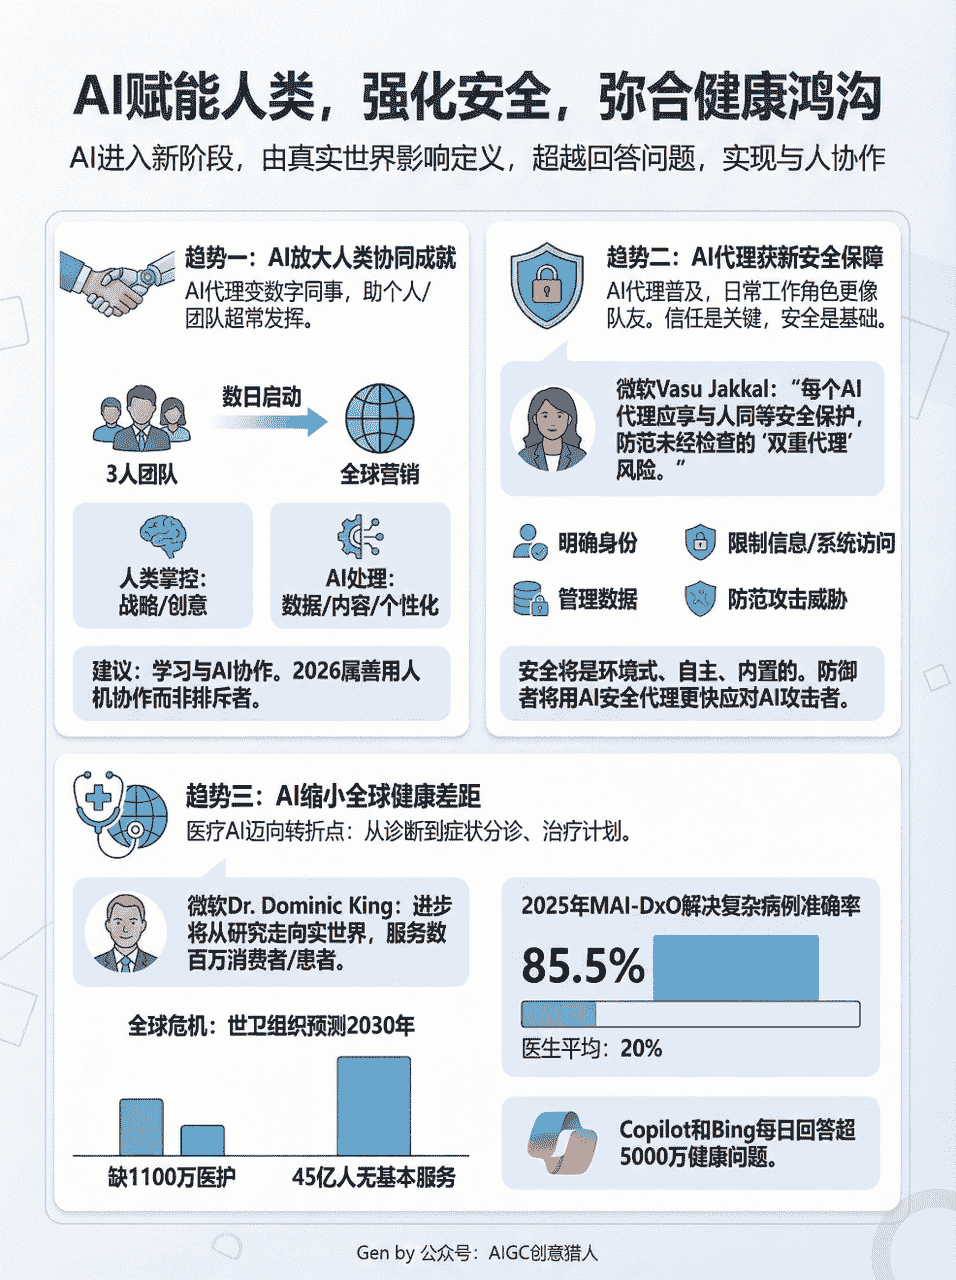 AI赋能人类，强化安全，弥合健康鸿沟
AI进入新阶段，由真实世界影响定义，超越回答问题，实现与人协作
趋势一：AI放大人类协同成就
AI代理变数字同事，助个人/
团队超常发挥。
数日启动
3人团队
全球营销
人类掌控：
战略/创意
AI处理：
数据/内容/个性化
建议：学习与AI协作。2026属善用人
机协作而非排斥者。
趋势二：AI代理获新安全保障
AI代理普及，日常工作角色更像
队友。信任是关键，安全是基础。
微软Vasu Jakkal：“每个AI
代理应享与人同等安全保护，
防范未经检查的‘双重代理’
风险。”
明确身份
限制信息/系统访问
管理数据
防范攻击威胁
安全将是环境式、自主、内置的。防御
者将用AI安全代理更快应对AI攻击者。
趋势三：AI缩小全球健康差距
医疗AI迈向转折点：从诊断到症状分诊、治疗计划。
微软Dr. Dominic King：进步
将从研究走向实世界，服务数
百万消费者/患者。
全球危机：世卫组织预测2030年
缺1100万医护
45亿人无基本服务
2025年MAI-DxO解决复杂病例准确率
85.5%
医生平均：20%
Copilot和Bing每日回答超
5000万健康问题。
Gen by 公众号：AIGC创意猎人